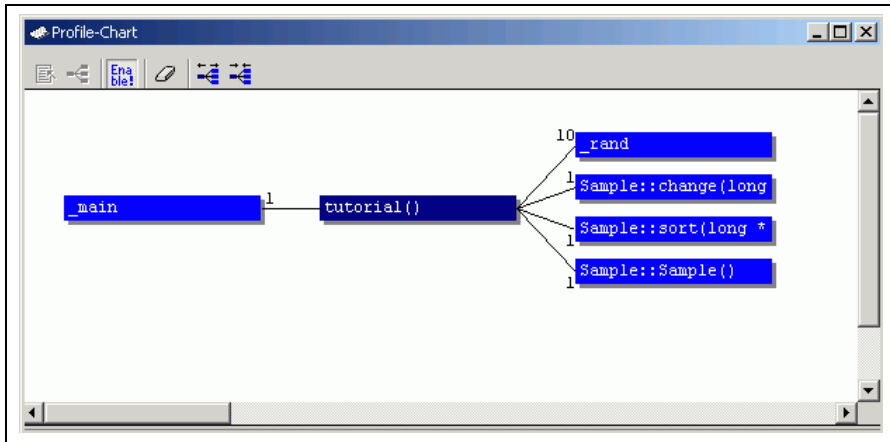 Profile-Chart
Ena
ble!
10
_rand
1
Sample::change(long
_main
1
tutorial()
Sample::sort(long *
1
Sample::Sample()
1